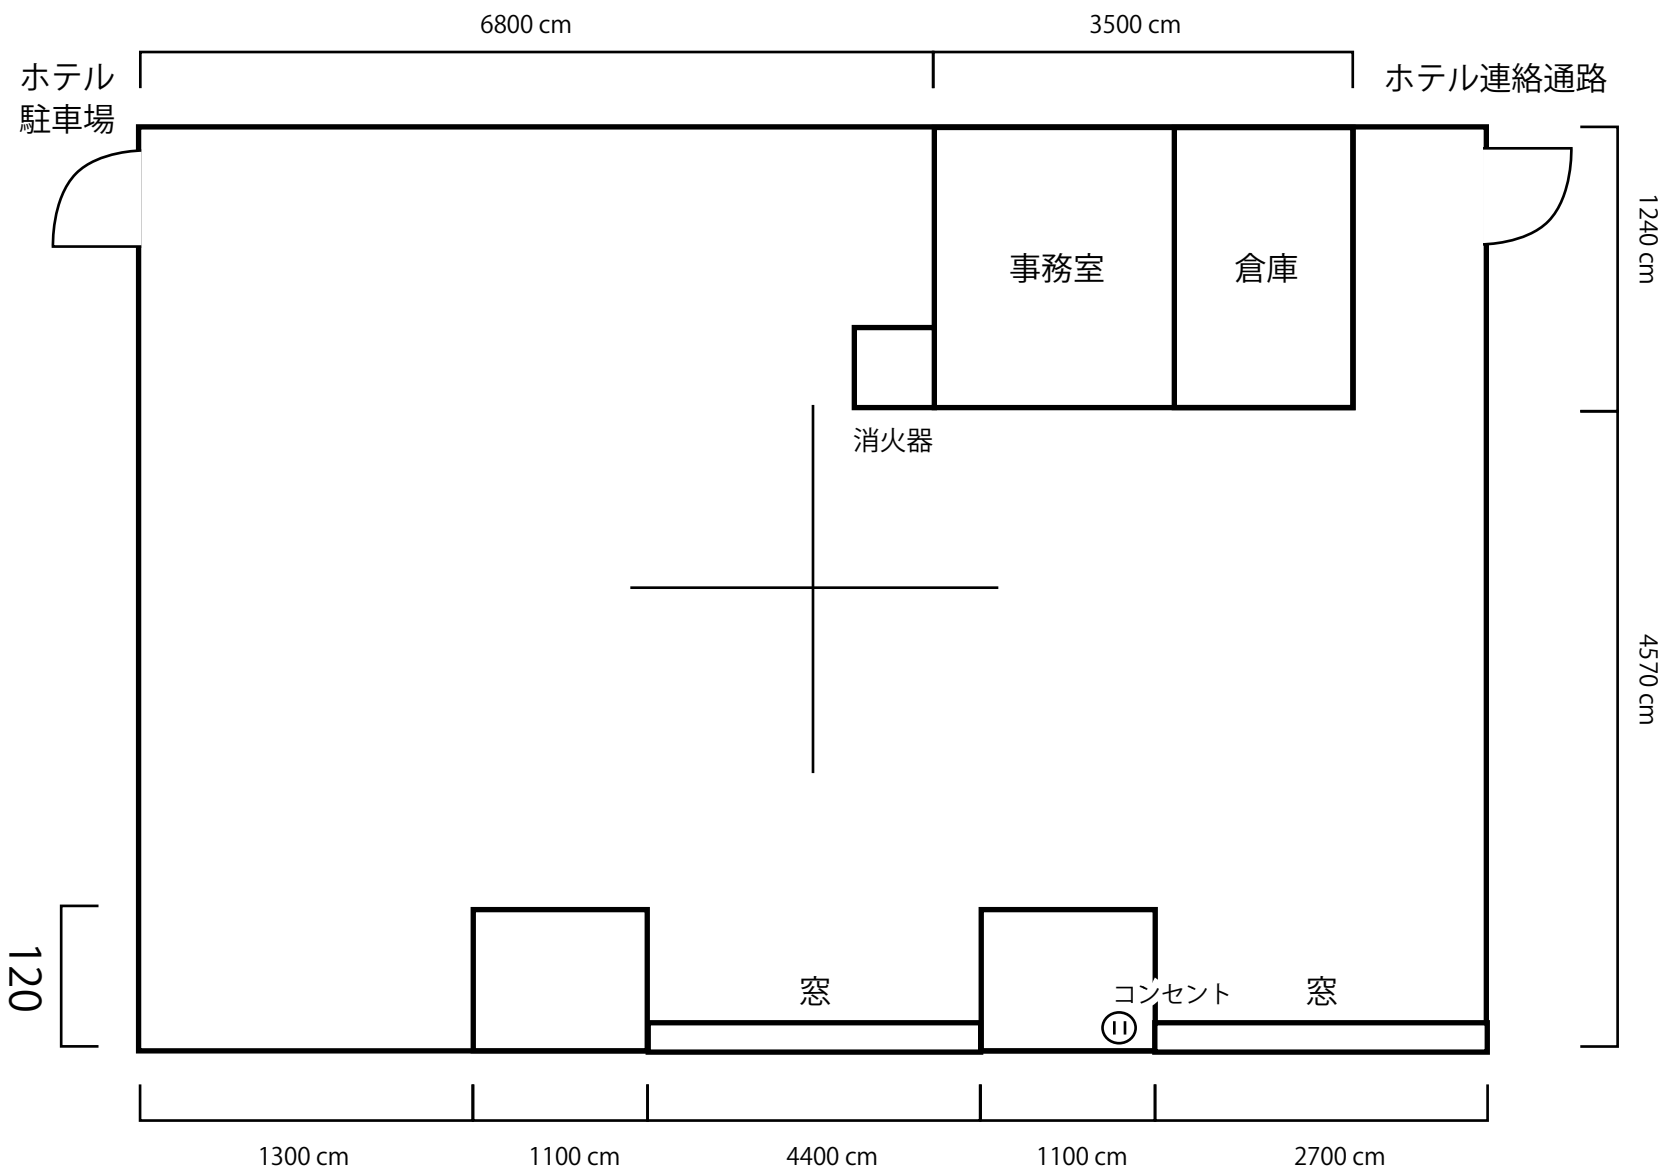 6800 cm
3500 cm
ホテル
駐車場
ホテル連絡通路
1240 cm
事務室
倉庫
消火器
4570 cm
120
窓
コンセント
窓
1300 cm
1100 cm
4400 cm
1100 cm
2700 cm